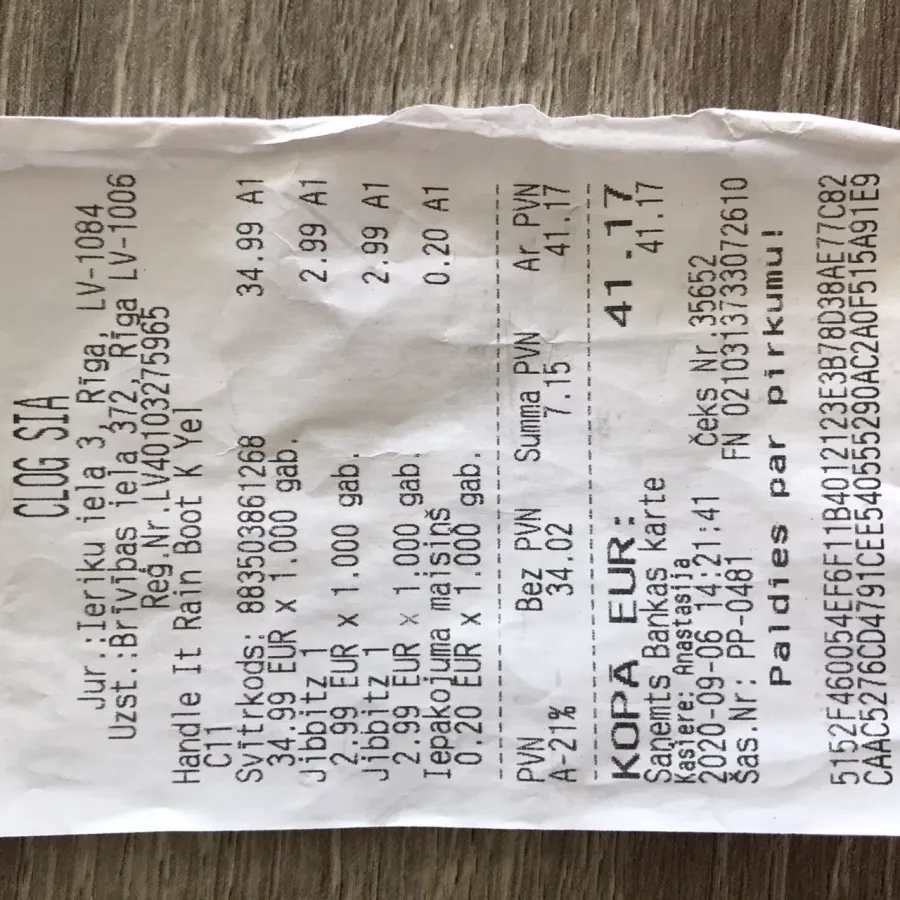 CLOG SIA
Jur.:Ieriķu iela 3, Rīga, LV-1084
Uzst.:Brīvības iela 372, Rīga LV-1006
Reģ.Nr.LV40103275965
Handle It Rain Boot K Yel
C11
Svītrkods: 883503861268
34.99 EUR x 1.000 gab. 34.99 A1
Jibbitz 1
2.99 EUR x 1.000 gab. 2.99 A1
Jibbitz 1
2.99 EUR x 1.000 gab. 2.99 A1
Iepakojuma maisiņš
0.20 EUR x 1.000 gab. 0.20 A1
PVN Bez PVN Summa PVN Ar PVN
A-21% 34.02 7.15 41.17
KOPĀ EUR: 41.17
Saņemts Bankas karte 41.17
Kasiere: Anastasija
2020-09-06 14:21:41 Čeks Nr.:35652
Šas.Nr: PP-0481 FN 0210313733072610
Paldies par pirkumu!
5152F460054EF6F11B4012123E3B78D38AE77C82
CAAC5276CD4791CEE540555290AC2A0F515A91E9